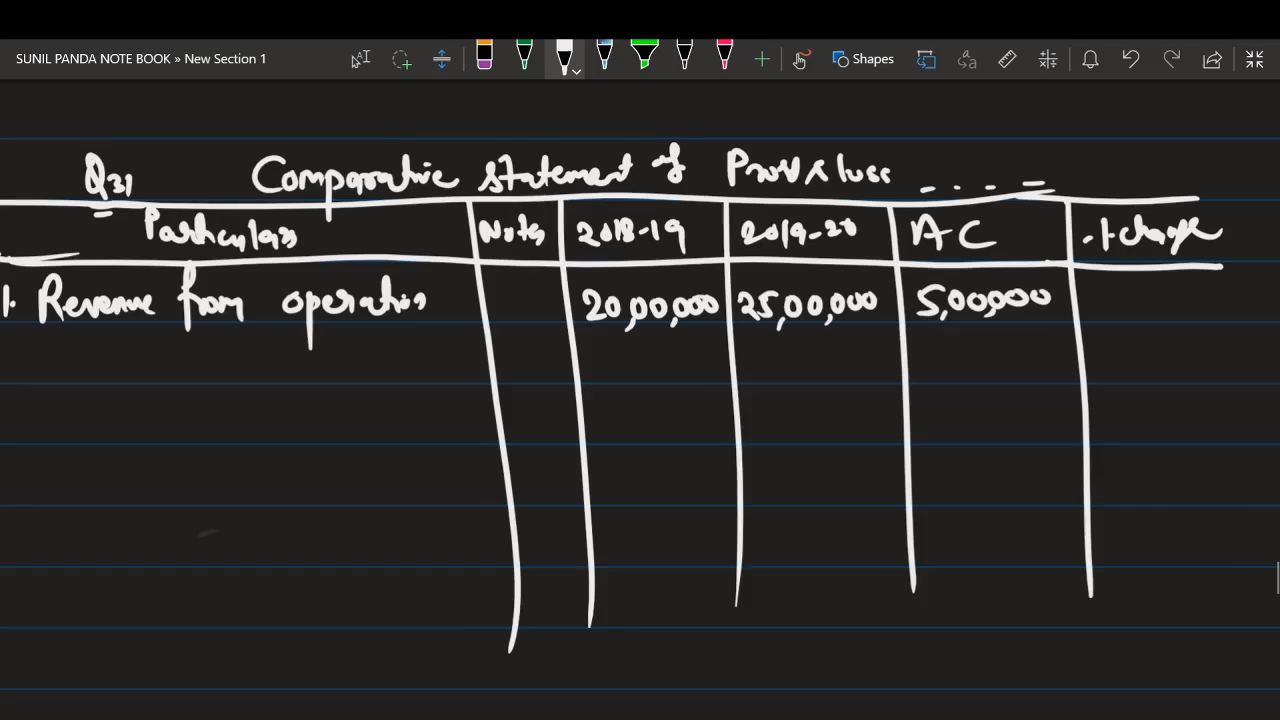 SUNIL PANDA NOTE BOOK » New Section 1
Shapes
Q31 Comparative statement of Profit & loss
Particulars Notes 2018-19 2019-20 AC % change
1. Revenue from operation 20,00,000 25,00,000 5,00,000